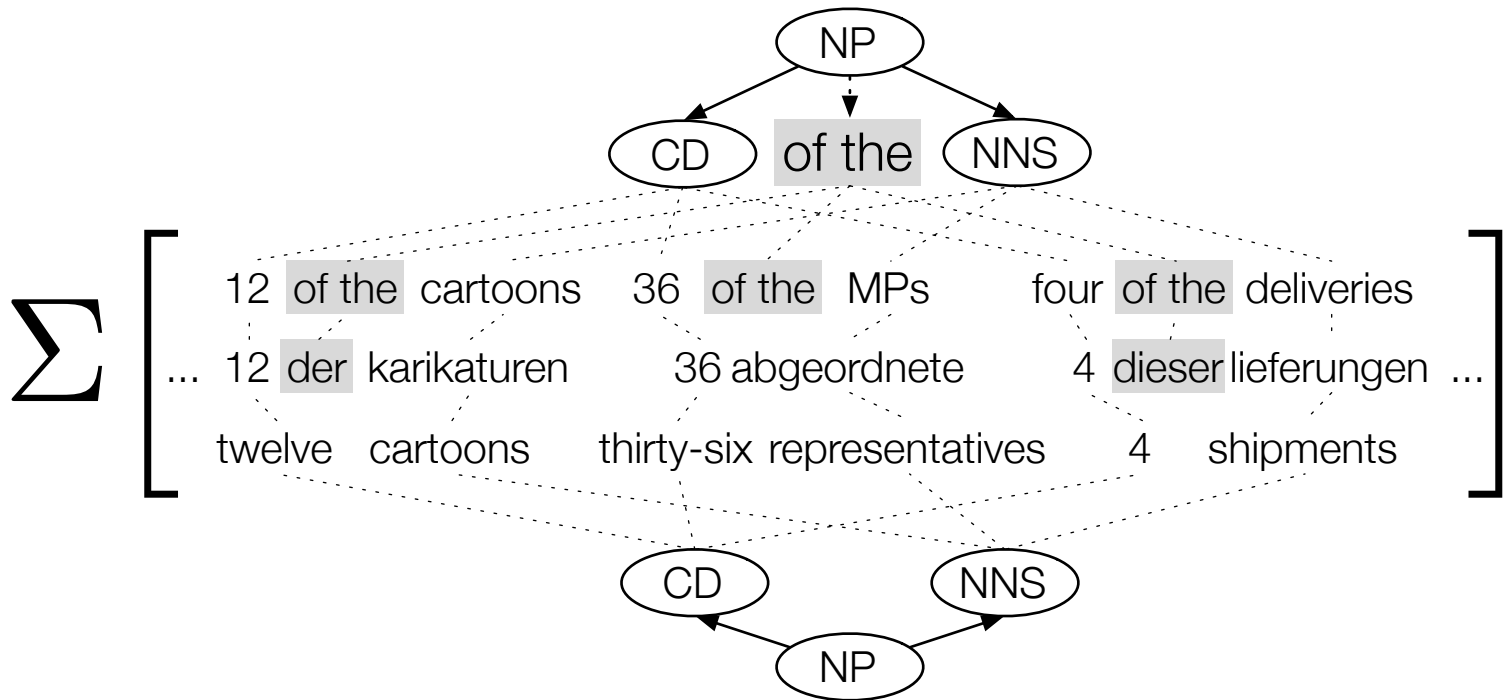 NP
CD of the NNS
12 of the cartoons 36 of the MPs four of the deliveries
Σ [ ... 12 der karikaturen 36 abgeordnete 4 dieser lieferungen ... ]
twelve cartoons thirty-six representatives 4 shipments
CD NNS
NP